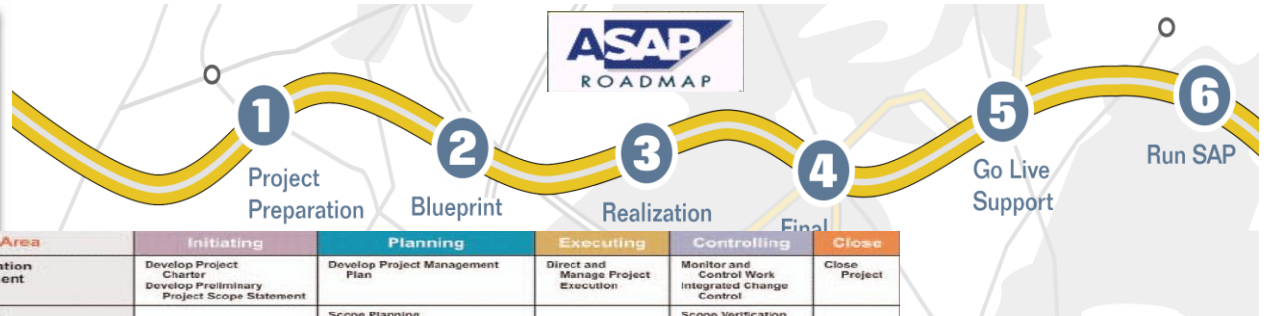 ASAP
ROADMAP
1
Project
Preparation
2
Blueprint
3
Realization
4
Final
5
Go Live
Support
6
Run SAP
Area
Initiating
Planning
Executing
Controlling
Close
Develop Project
Charter
Develop Preliminary
Project Scope Statement
Develop Project Management
Plan
Direct and
Manage Project
Execution
Monitor and
Control Work
Integrated Change
Control
Close
Project
Scope Planning
Scope Verification